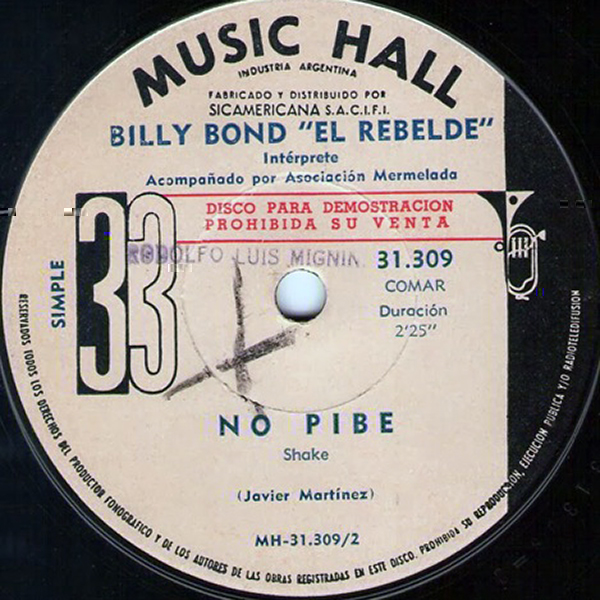 MUSIC HALL
INDUSTRIA ARGENTINA
FABRICADO Y DISTRIBUIDO POR
SICAMERICANA S.A.C.I.F.I.
BILLY BOND "EL REBELDE"
Intérprete
Acompañado por Asociación Mermelada
DISCO PARA DEMOSTRACION
PROHIBIDA SU VENTA
RODOLFO LUIS
31.309
COMAR
Duración
2'25"
SIMPLE
33
NO PIBE
Shake
(Javier Martínez)
MH-31.309/2
RESERVADOS TODOS LOS DERECHOS DEL PRODUCTOR FONOGRAFICO Y DE LOS AUTORES DE LAS OBRAS REGISTRADAS EN ESTE DISCO. PROHIBIDA SU REPRODUCCION, EJECUCION PUBLICA Y/O RADIOTELEDIFUSION